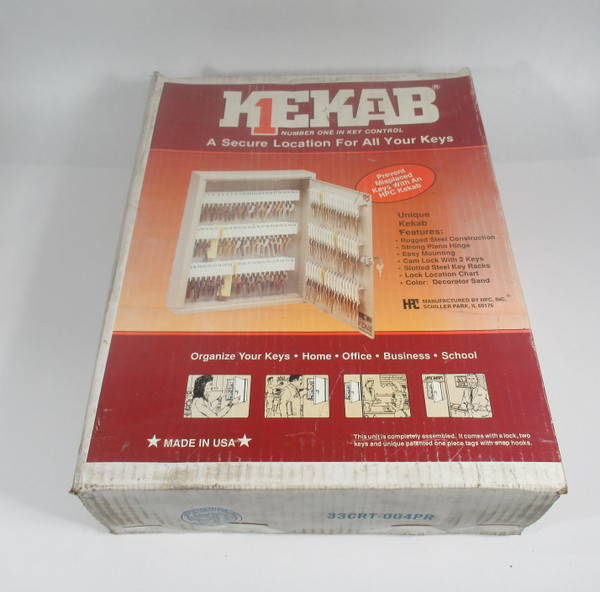 KEKAB®
1
NUMBER ONE IN KEY CONTROL
A Secure Location For All Your Keys
Prevent
Misplaced
Keys With An
HPC Kekab
Unique
Kekab
Features:
• Rugged Steel Construction
• Strong Piano Hinge
• Easy Mounting
• Cam Lock With 2 Keys
• Slotted Steel Key Racks
• Lock Location Chart
• Color: Decorator Sand
HPC MANUFACTURED BY HPC, INC.
SCHILLER PARK, IL 60176
Organize Your Keys • Home • Office • Business • School
★ MADE IN USA ★
This unit is completely assembled. It comes with a lock, two
keys and unique patented one piece tags with snap hooks.
33CRT-004PR